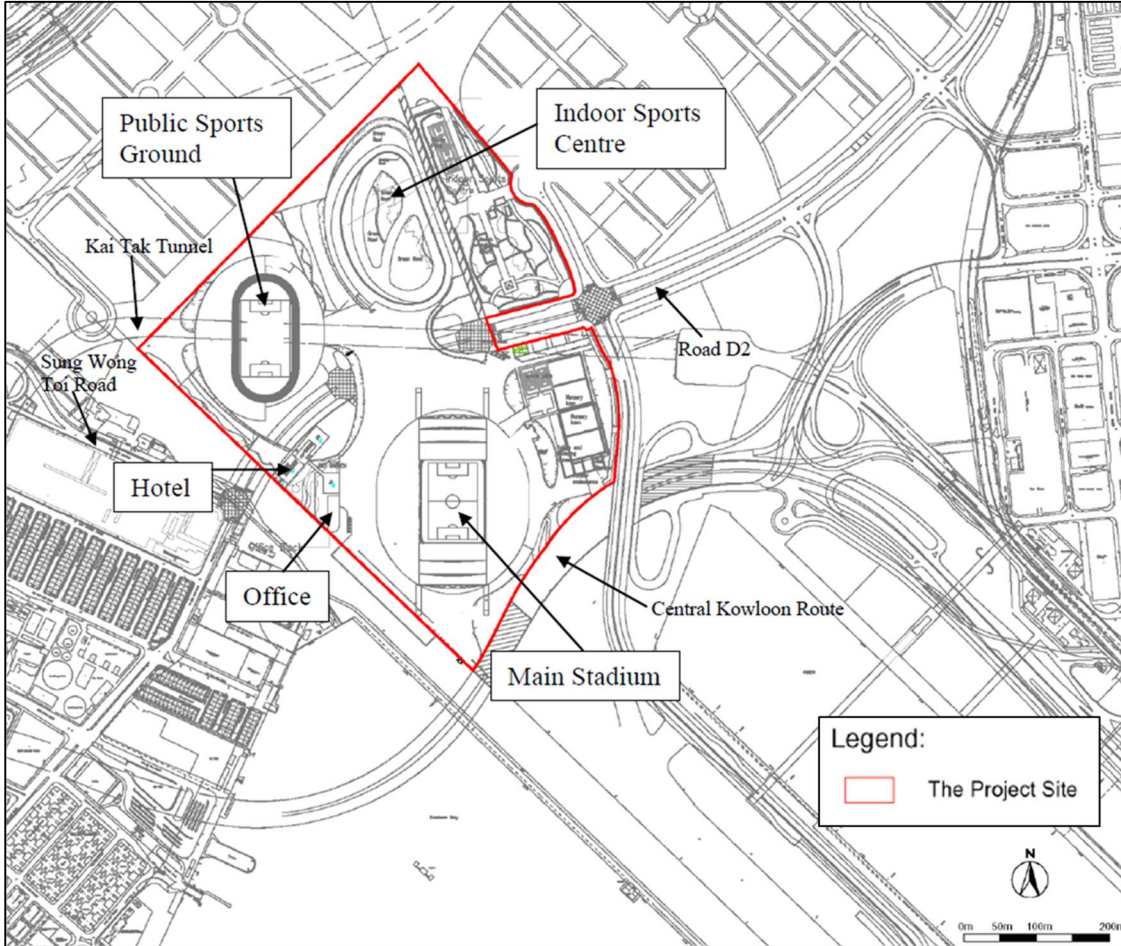 Public Sports
Ground
Indoor Sports
Centre
Kai Tak Tunnel
Road D2
Sung Wong
Toi Road
Hotel
Office
Central Kowloon Route
Main Stadium
Legend:
The Project Site
N
0m 50m 100m 200m